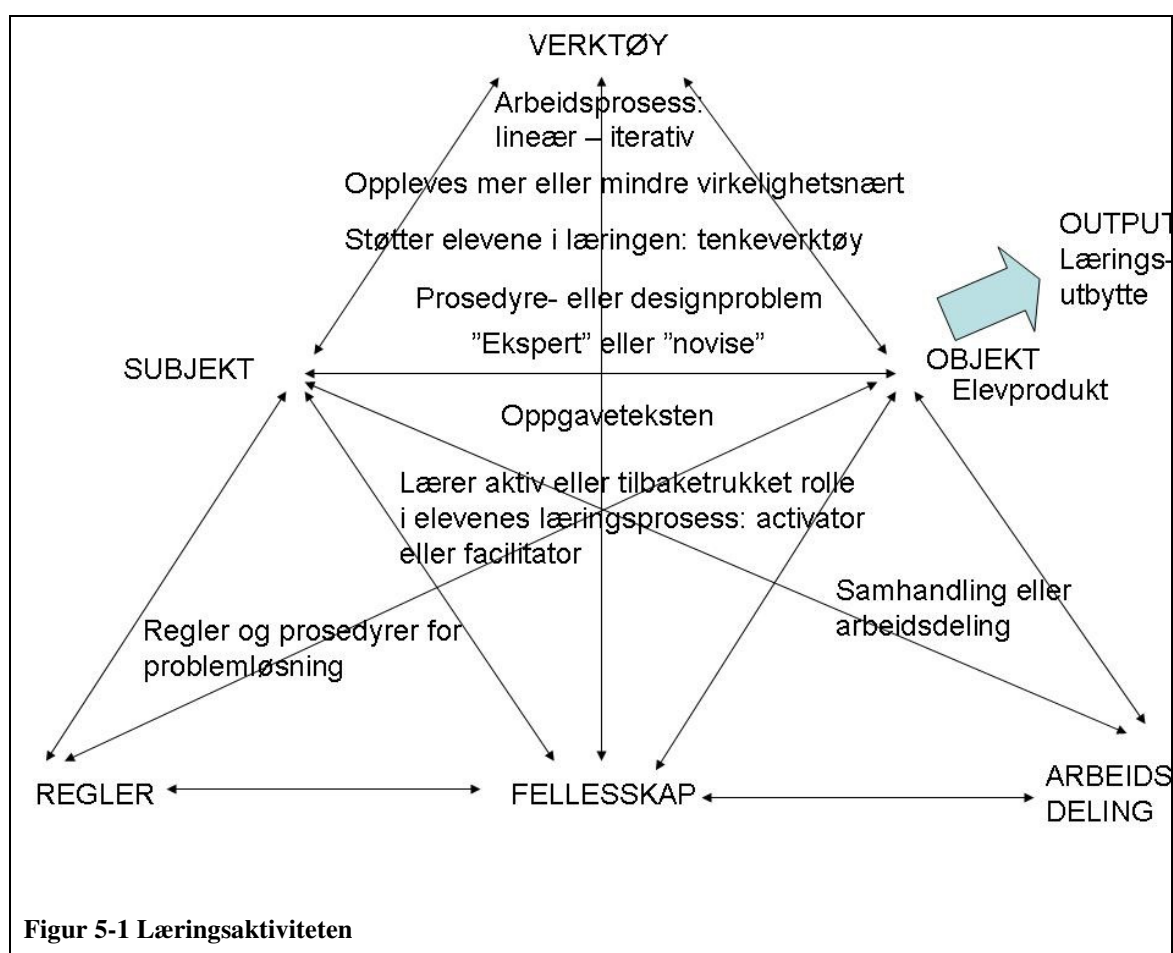 VERKTØY
Arbeidsprosess:
lineær – iterativ
Oppleves mer eller mindre virkelighetsnært
Støtter elevene i læringen: tenkeverktøy
OUTPUT
Lærings-
utbytte
Prosedyre- eller designproblem
”Ekspert” eller ”novise”
SUBJEKT
OBJEKT
Elevprodukt
Oppgaveteksten
Lærer aktiv eller tilbaketrukket rolle
i elevenes læringsprosess: activator
eller facilitator
Samhandling eller
arbeidsdeling
Regler og prosedyrer for
problemløsning
REGLER
FELLESSKAP
ARBEIDS
DELING
Figur 5-1 Læringsaktiviteten